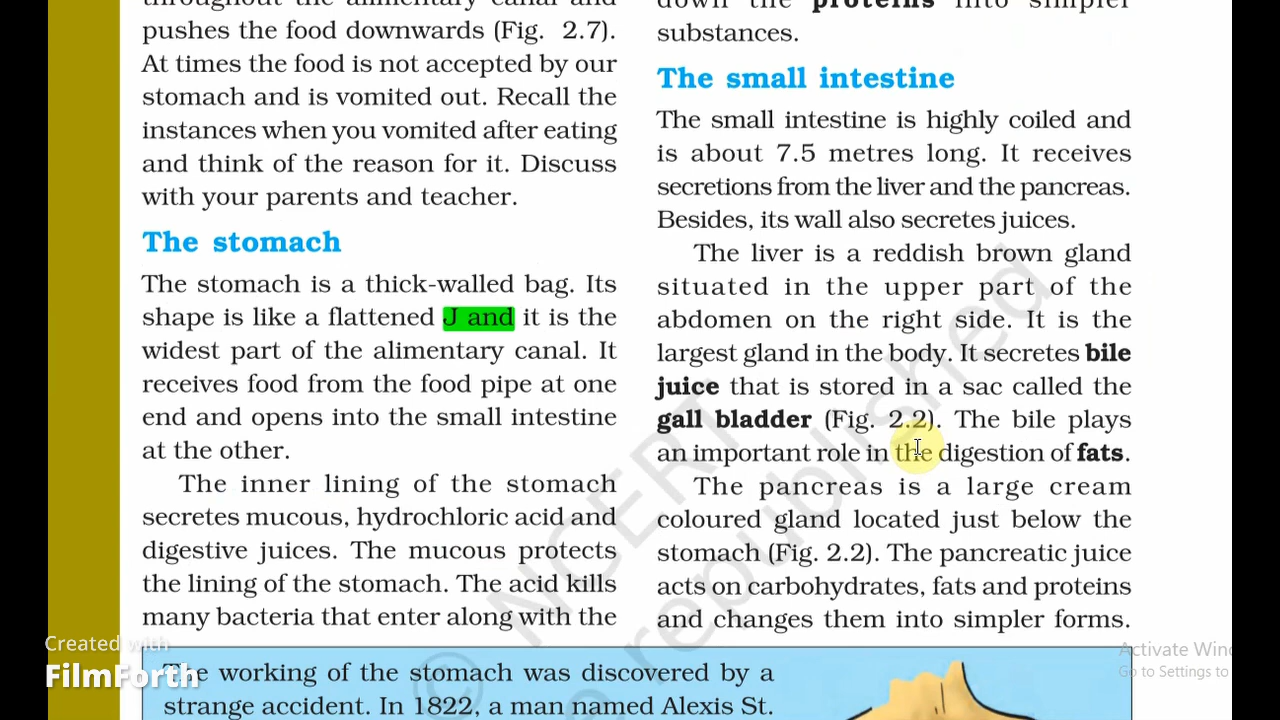 throughout the alimentary canal and
pushes the food downwards (Fig. 2.7).
At times the food is not accepted by our
stomach and is vomited out. Recall the
instances when you vomited after eating
and think of the reason for it. Discuss
with your parents and teacher.
The stomach
The stomach is a thick-walled bag. Its
shape is like a flattened J and it is the
widest part of the alimentary canal. It
receives food from the food pipe at one
end and opens into the small intestine
at the other.
The inner lining of the stomach
secretes mucous, hydrochloric acid and
digestive juices. The mucous protects
the lining of the stomach. The acid kills
many bacteria that enter along with the
down the proteins into simpler
substances.
The small intestine
The small intestine is highly coiled and
is about 7.5 metres long. It receives
secretions from the liver and the pancreas.
Besides, its wall also secretes juices.
The liver is a reddish brown gland
situated in the upper part of the
abdomen on the right side. It is the
largest gland in the body. It secretes bile
juice that is stored in a sac called the
gall bladder (Fig. 2.2). The bile plays
an important role in the digestion of fats.
The pancreas is a large cream
coloured gland located just below the
stomach (Fig. 2.2). The pancreatic juice
acts on carbohydrates, fats and proteins
and changes them into simpler forms.
The working of the stomach was discovered by a
strange accident. In 1822, a man named Alexis St.
© NCERT
republished
Created with
FilmForth
Activate Win
Go to Settings to